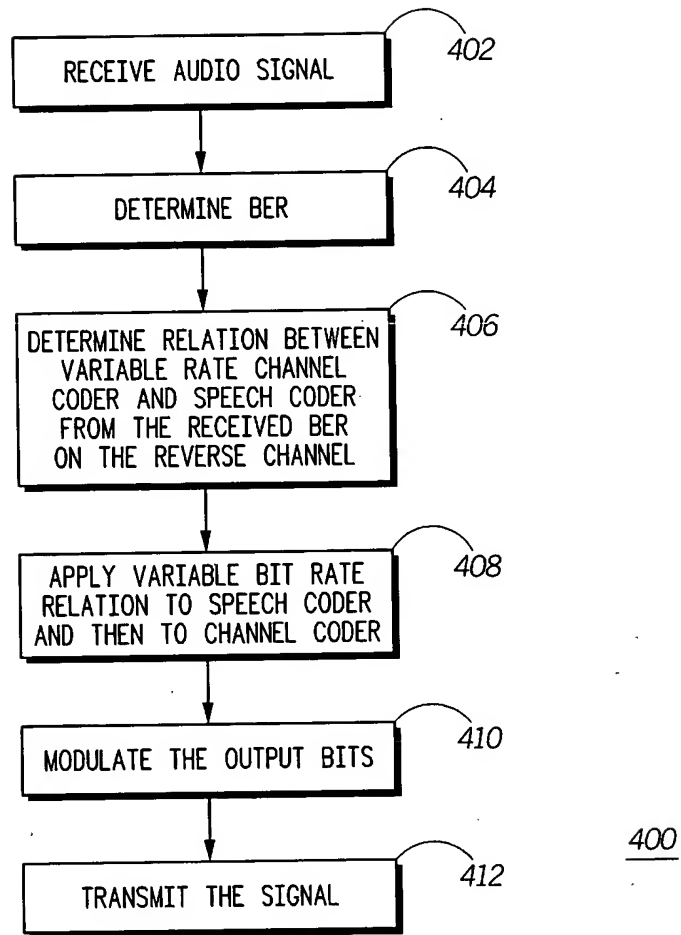 402
RECEIVE AUDIO SIGNAL
404
DETERMINE BER
406
DETERMINE RELATION BETWEEN
VARIABLE RATE CHANNEL
CODER AND SPEECH CODER
FROM THE RECEIVED BER
ON THE REVERSE CHANNEL
408
APPLY VARIABLE BIT RATE
RELATION TO SPEECH CODER
AND THEN TO CHANNEL CODER
410
MODULATE THE OUTPUT BITS
400
412
TRANSMIT THE SIGNAL